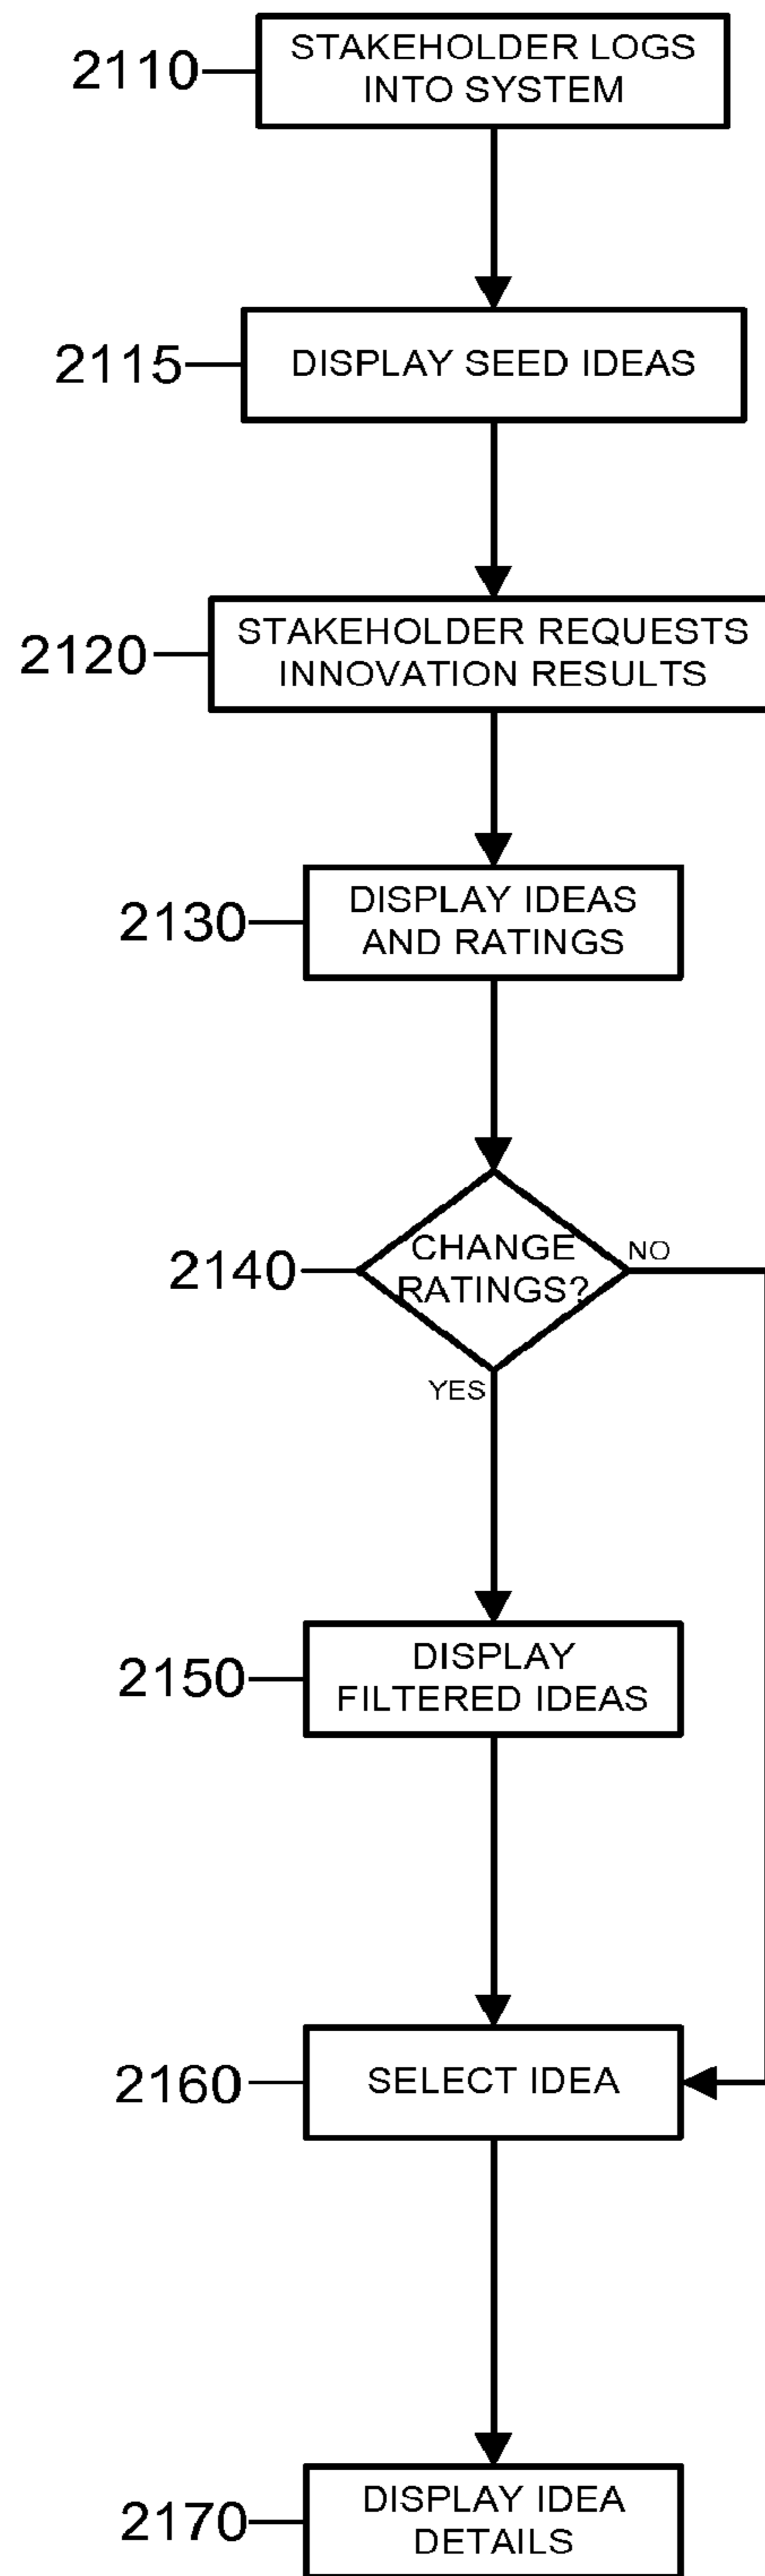 2110
STAKEHOLDER LOGS
INTO SYSTEM
2115
DISPLAY SEED IDEAS
2120
STAKEHOLDER REQUESTS
INNOVATION RESULTS
2130
DISPLAY IDEAS
AND RATINGS
2140
CHANGE
RATINGS?
NO
YES
2150
DISPLAY
FILTERED IDEAS
2160
SELECT IDEA
2170
DISPLAY IDEA
DETAILS